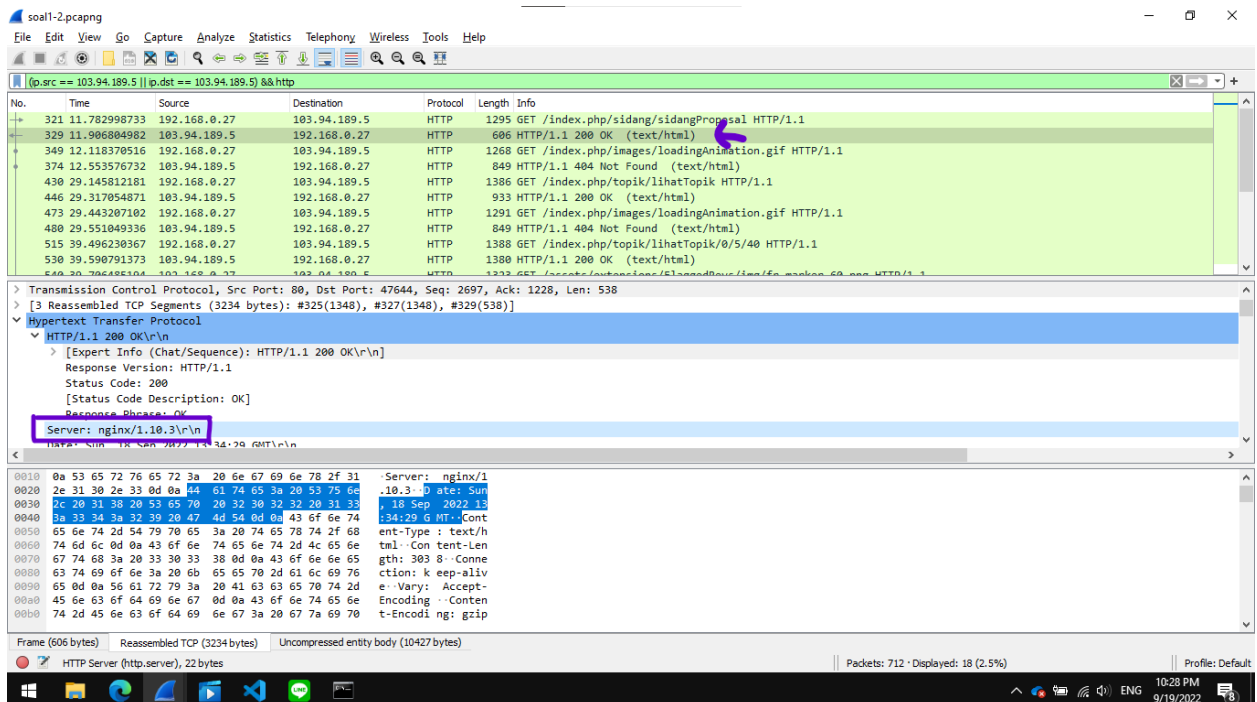 soal1-2.pcapng
File Edit View Go Capture Analyze Statistics Telephony Wireless Tools Help
(ip.src == 103.94.189.5 || ip.dst == 103.94.189.5) && http
No. Time Source Destination Protocol Length Info
321 11.782998733 192.168.0.27 103.94.189.5 HTTP 1295 GET /index.php/sidang/sidangProposal HTTP/1.1
329 11.906804982 103.94.189.5 192.168.0.27 HTTP 606 HTTP/1.1 200 OK (text/html)
349 12.118370516 192.168.0.27 103.94.189.5 HTTP 1268 GET /index.php/images/loadingAnimation.gif HTTP/1.1
374 12.553576732 103.94.189.5 192.168.0.27 HTTP 849 HTTP/1.1 404 Not Found (text/html)
430 29.145812181 192.168.0.27 103.94.189.5 HTTP 1386 GET /index.php/topik/lihatTopik HTTP/1.1
446 29.317054871 103.94.189.5 192.168.0.27 HTTP 933 HTTP/1.1 200 OK (text/html)
473 29.443207102 192.168.0.27 103.94.189.5 HTTP 1291 GET /index.php/images/loadingAnimation.gif HTTP/1.1
480 29.551049336 103.94.189.5 192.168.0.27 HTTP 849 HTTP/1.1 404 Not Found (text/html)
515 39.496230367 192.168.0.27 103.94.189.5 HTTP 1388 GET /index.php/topik/lihatTopik/0/5/40 HTTP/1.1
530 39.590791373 103.94.189.5 192.168.0.27 HTTP 1380 HTTP/1.1 200 OK (text/html)
192.168.0.27 103.94.189.5 HTTP 1323 GET HTTP/1.1
Transmission Control Protocol, Src Port: 80, Dst Port: 47644, Seq: 2697, Ack: 1228, Len: 538
[3 Reassembled TCP Segments (3234 bytes): #325(1348), #327(1348), #329(538)]
Hypertext Transfer Protocol
HTTP/1.1 200 OK\r\n
[Expert Info (Chat/Sequence): HTTP/1.1 200 OK\r\n]
Response Version: HTTP/1.1
Status Code: 200
[Status Code Description: OK]
Response Phrase: OK
Server: nginx/1.10.3\r\n
Date: Sun, 18 Sep 2022 13:34:29 GMT\r\n
0010 0a 53 65 72 76 65 72 3a 20 6e 67 69 6e 78 2f 31 ·Server: nginx/1
0020 2e 31 30 2e 33 0d 0a 44 61 74 65 3a 20 53 75 6e .10.3··D ate: Sun
0030 2c 20 31 38 20 53 65 70 20 32 30 32 32 20 31 33 , 18 Sep 2022 13
0040 3a 33 34 3a 32 39 20 47 4d 54 0d 0a 43 6f 6e 74 :34:29 G MT··Cont
0050 65 6e 74 2d 54 79 70 65 3a 20 74 65 78 74 2f 68 ent-Type : text/h
0060 74 6d 6c 0d 0a 43 6f 6e 74 65 6e 74 2d 4c 65 6e tml··Con tent-Len
0070 67 74 68 3a 20 33 30 33 38 0d 0a 43 6f 6e 6e 65 gth: 303 8··Conne
0080 63 74 69 6f 6e 3a 20 6b 65 65 70 2d 61 6c 69 76 ction: k eep-aliv
0090 65 0d 0a 56 61 72 79 3a 20 41 63 63 65 70 74 2d e··Vary: Accept-
00a0 45 6e 63 6f 64 69 6e 67 0d 0a 43 6f 6e 74 65 6e Encoding ··Conten
00b0 74 2d 45 6e 63 6f 64 69 6e 67 3a 20 67 7a 69 70 t-Encodi ng: gzip
Frame (606 bytes) Reassembled TCP (3234 bytes) Uncompressed entity body (10427 bytes)
HTTP Server (http.server), 22 bytes Packets: 712 · Displayed: 18 (2.5%) Profile: Default
LINE ENG 10:28 PM
9/19/2022 8